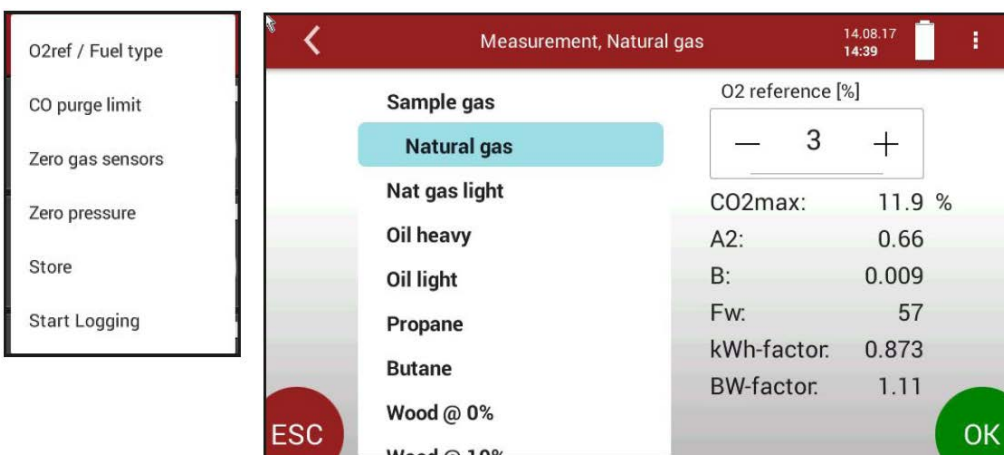 O2ref / Fuel type
CO purge limit
Zero gas sensors
Zero pressure
Store
Start Logging
Measurement, Natural gas
14.08.17
14:39
Sample gas
Natural gas
Nat gas light
Oil heavy
Oil light
Propane
Butane
Wood @ 0%
Wood @ 10%
O2 reference [%]
— 3 +
CO2max: 11.9 %
A2: 0.66
B: 0.009
Fw: 57
kWh-factor: 0.873
BW-factor: 1.11
ESC
OK